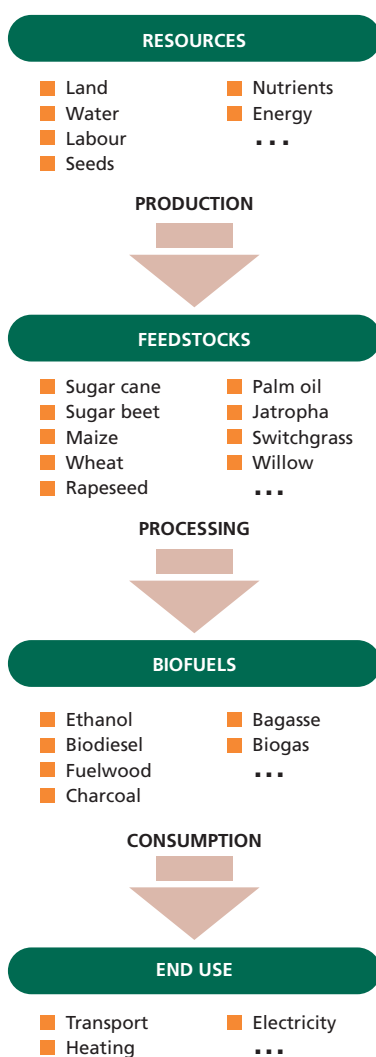 RESOURCES
Land
Water
Labour
Seeds
Nutrients
Energy
...
PRODUCTION
FEEDSTOCKS
Sugar cane
Sugar beet
Maize
Wheat
Rapeseed
Palm oil
Jatropha
Switchgrass
Willow
...
PROCESSING
BIOFUELS
Ethanol
Biodiesel
Fuelwood
Charcoal
Bagasse
Biogas
...
CONSUMPTION
END USE
Transport
Heating
Electricity
...